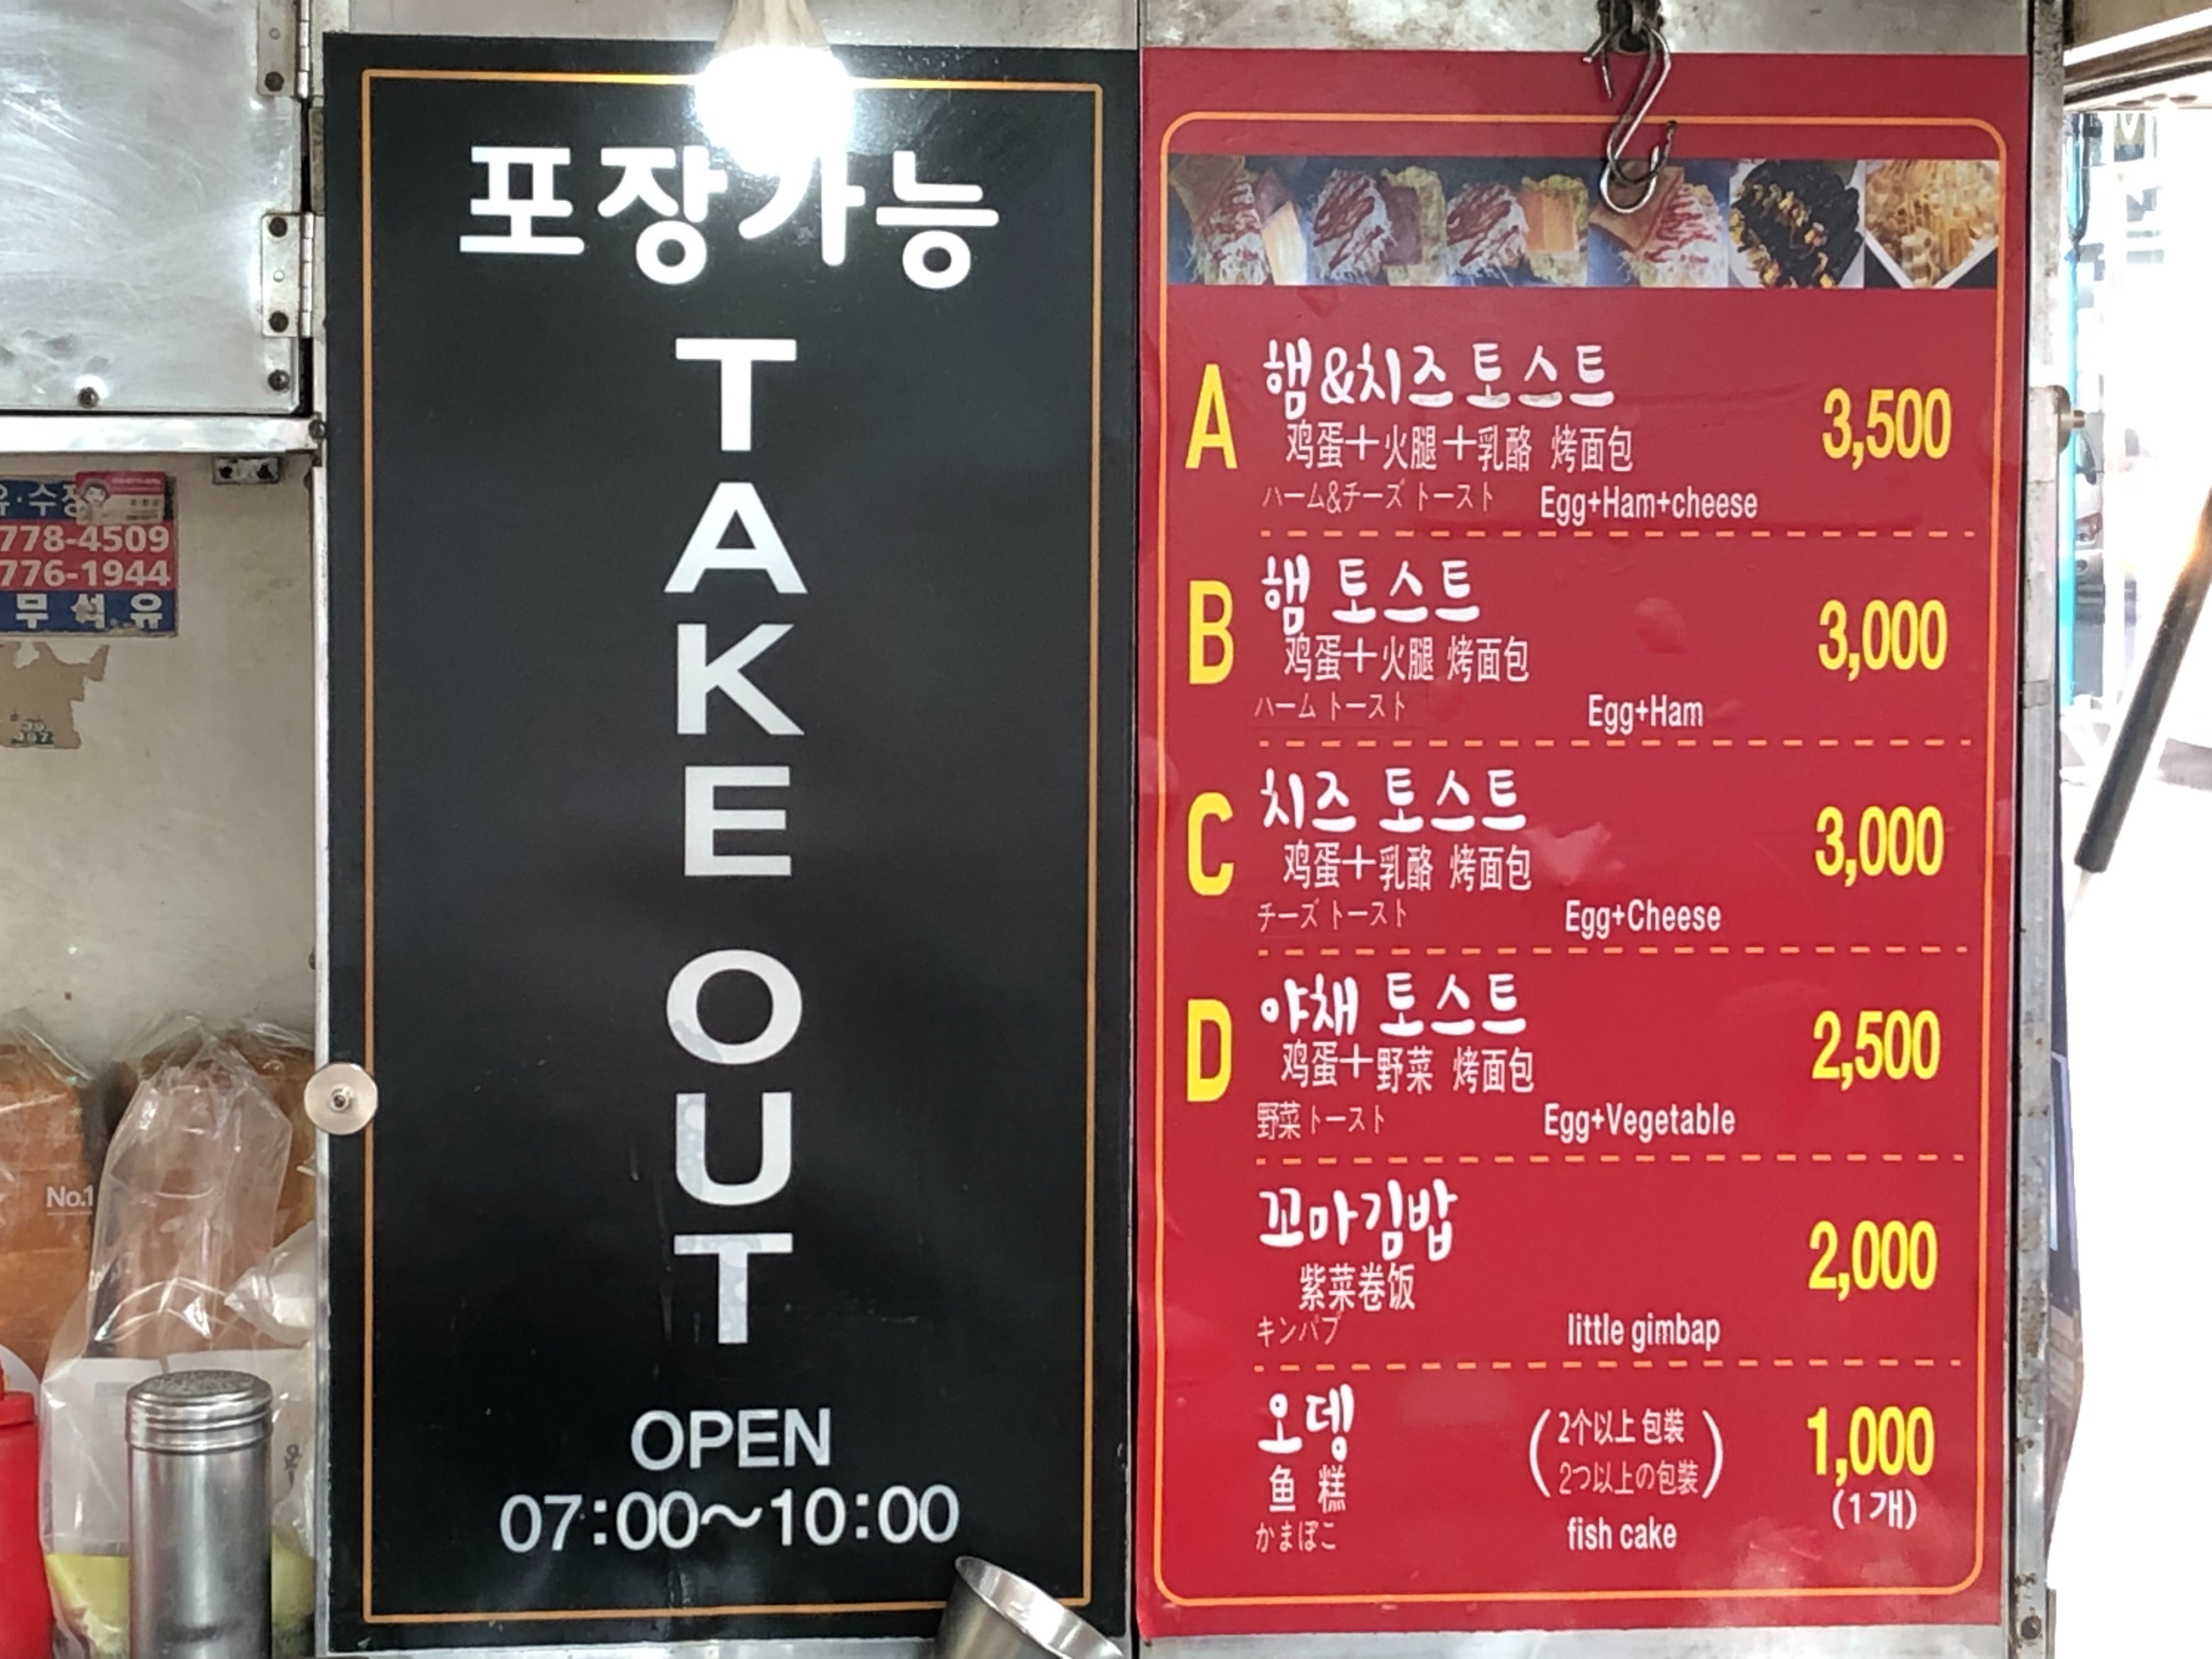 유·수
778-4509
776-1944
무석유
No.1
포장가능
TAKE OUT
OPEN
07:00~10:00
A
햄&치즈토스트
鸡蛋+火腿+乳酪 烤面包
ハーム&チーズ トースト Egg+Ham+cheese
3,500
B
햄 토스트
鸡蛋+火腿 烤面包
ハーム トースト Egg+Ham
3,000
C
치즈 토스트
鸡蛋+乳酪 烤面包
チーズ トースト Egg+Cheese
3,000
D
야채 토스트
鸡蛋+野菜 烤面包
野菜 トースト Egg+Vegetable
2,500
꼬마김밥
紫菜卷饭
キンパプ little gimbap
2,000
오뎅
鱼 糕
かまぼこ
(2个以上 包裝
2つ以上の包裝)
fish cake
1,000
(1개)